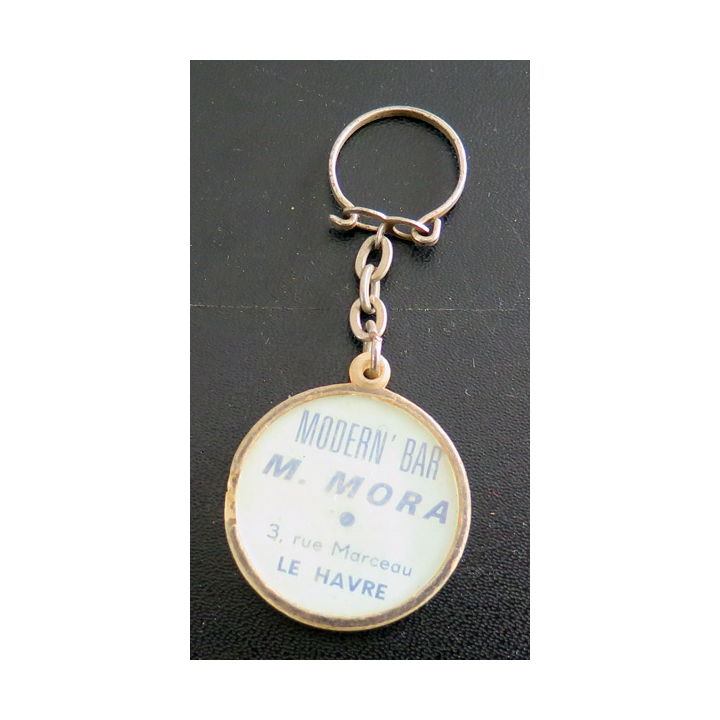 MODERN' BAR
M. MORA
3, rue Marceau
LE HAVRE